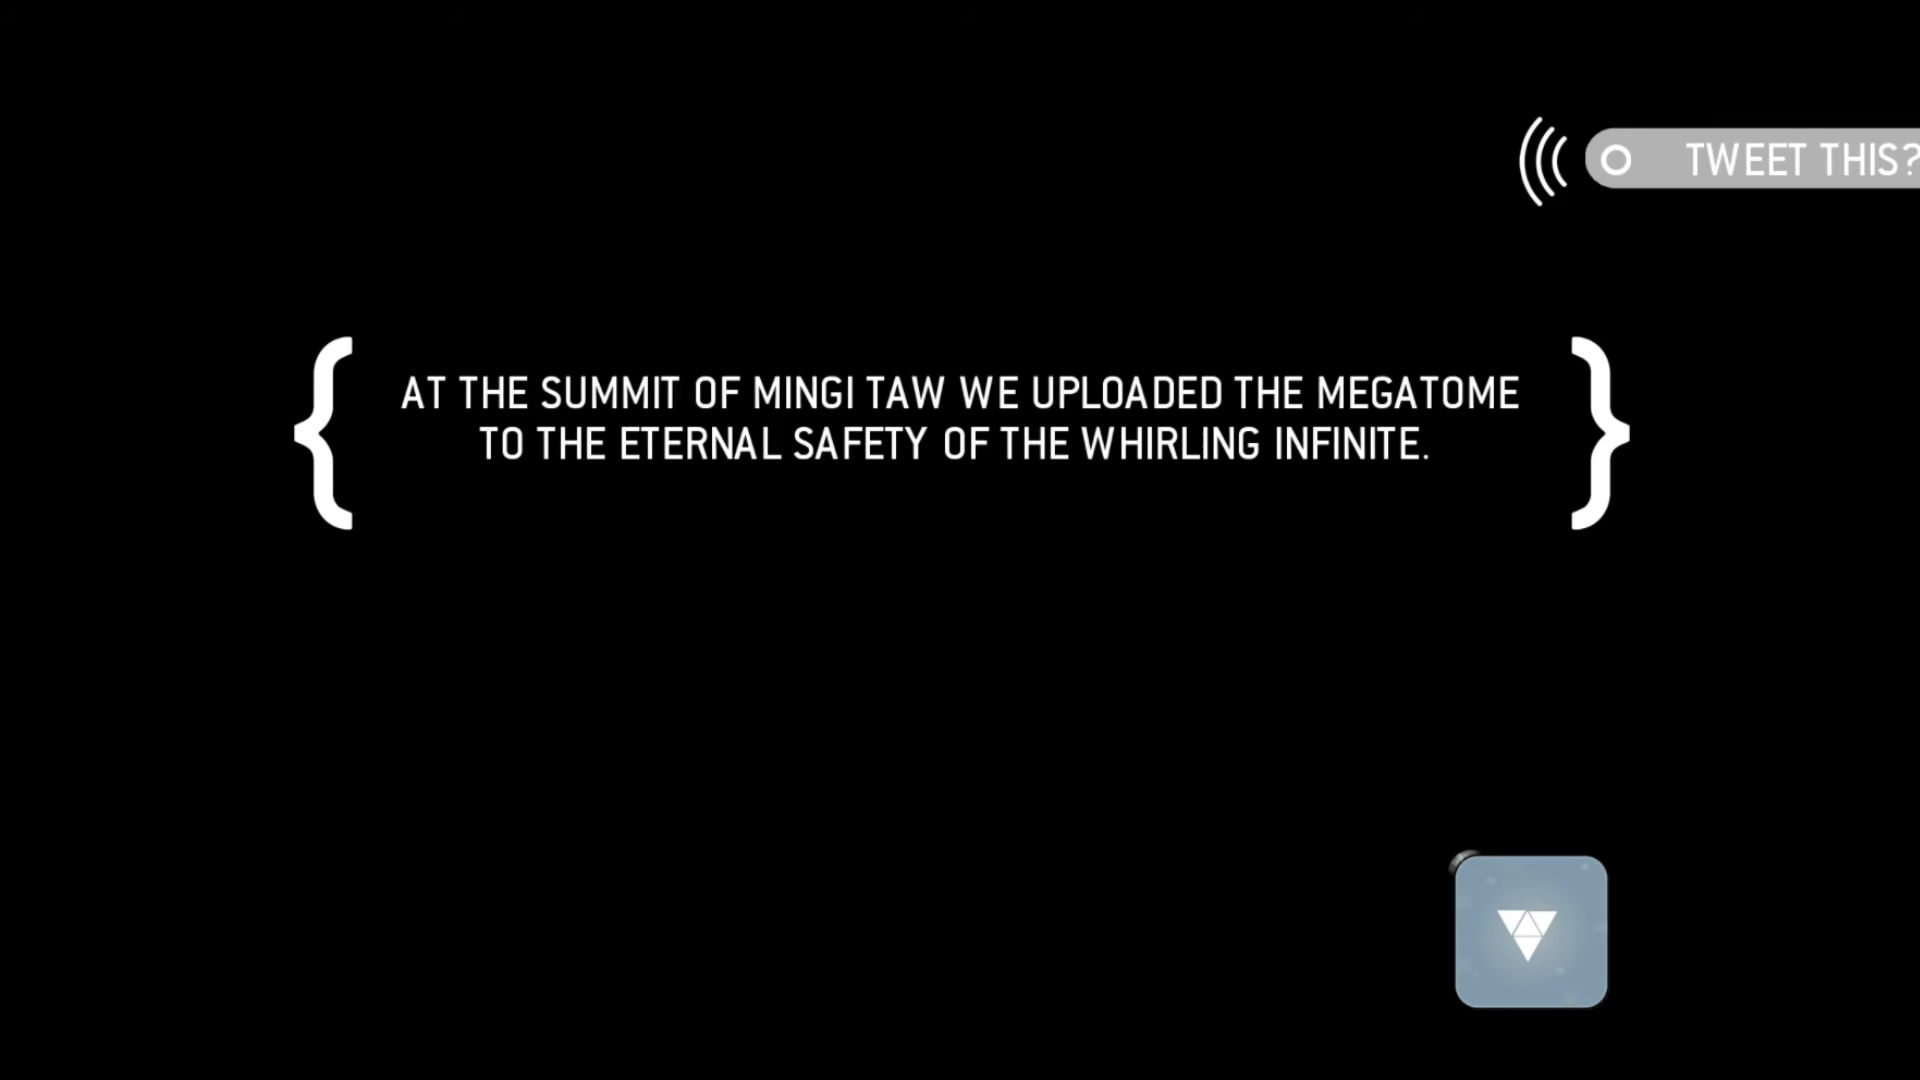 TWEET THIS?
{ AT THE SUMMIT OF MINGI TAW WE UPLOADED THE MEGATOME
TO THE ETERNAL SAFETY OF THE WHIRLING INFINITE. }